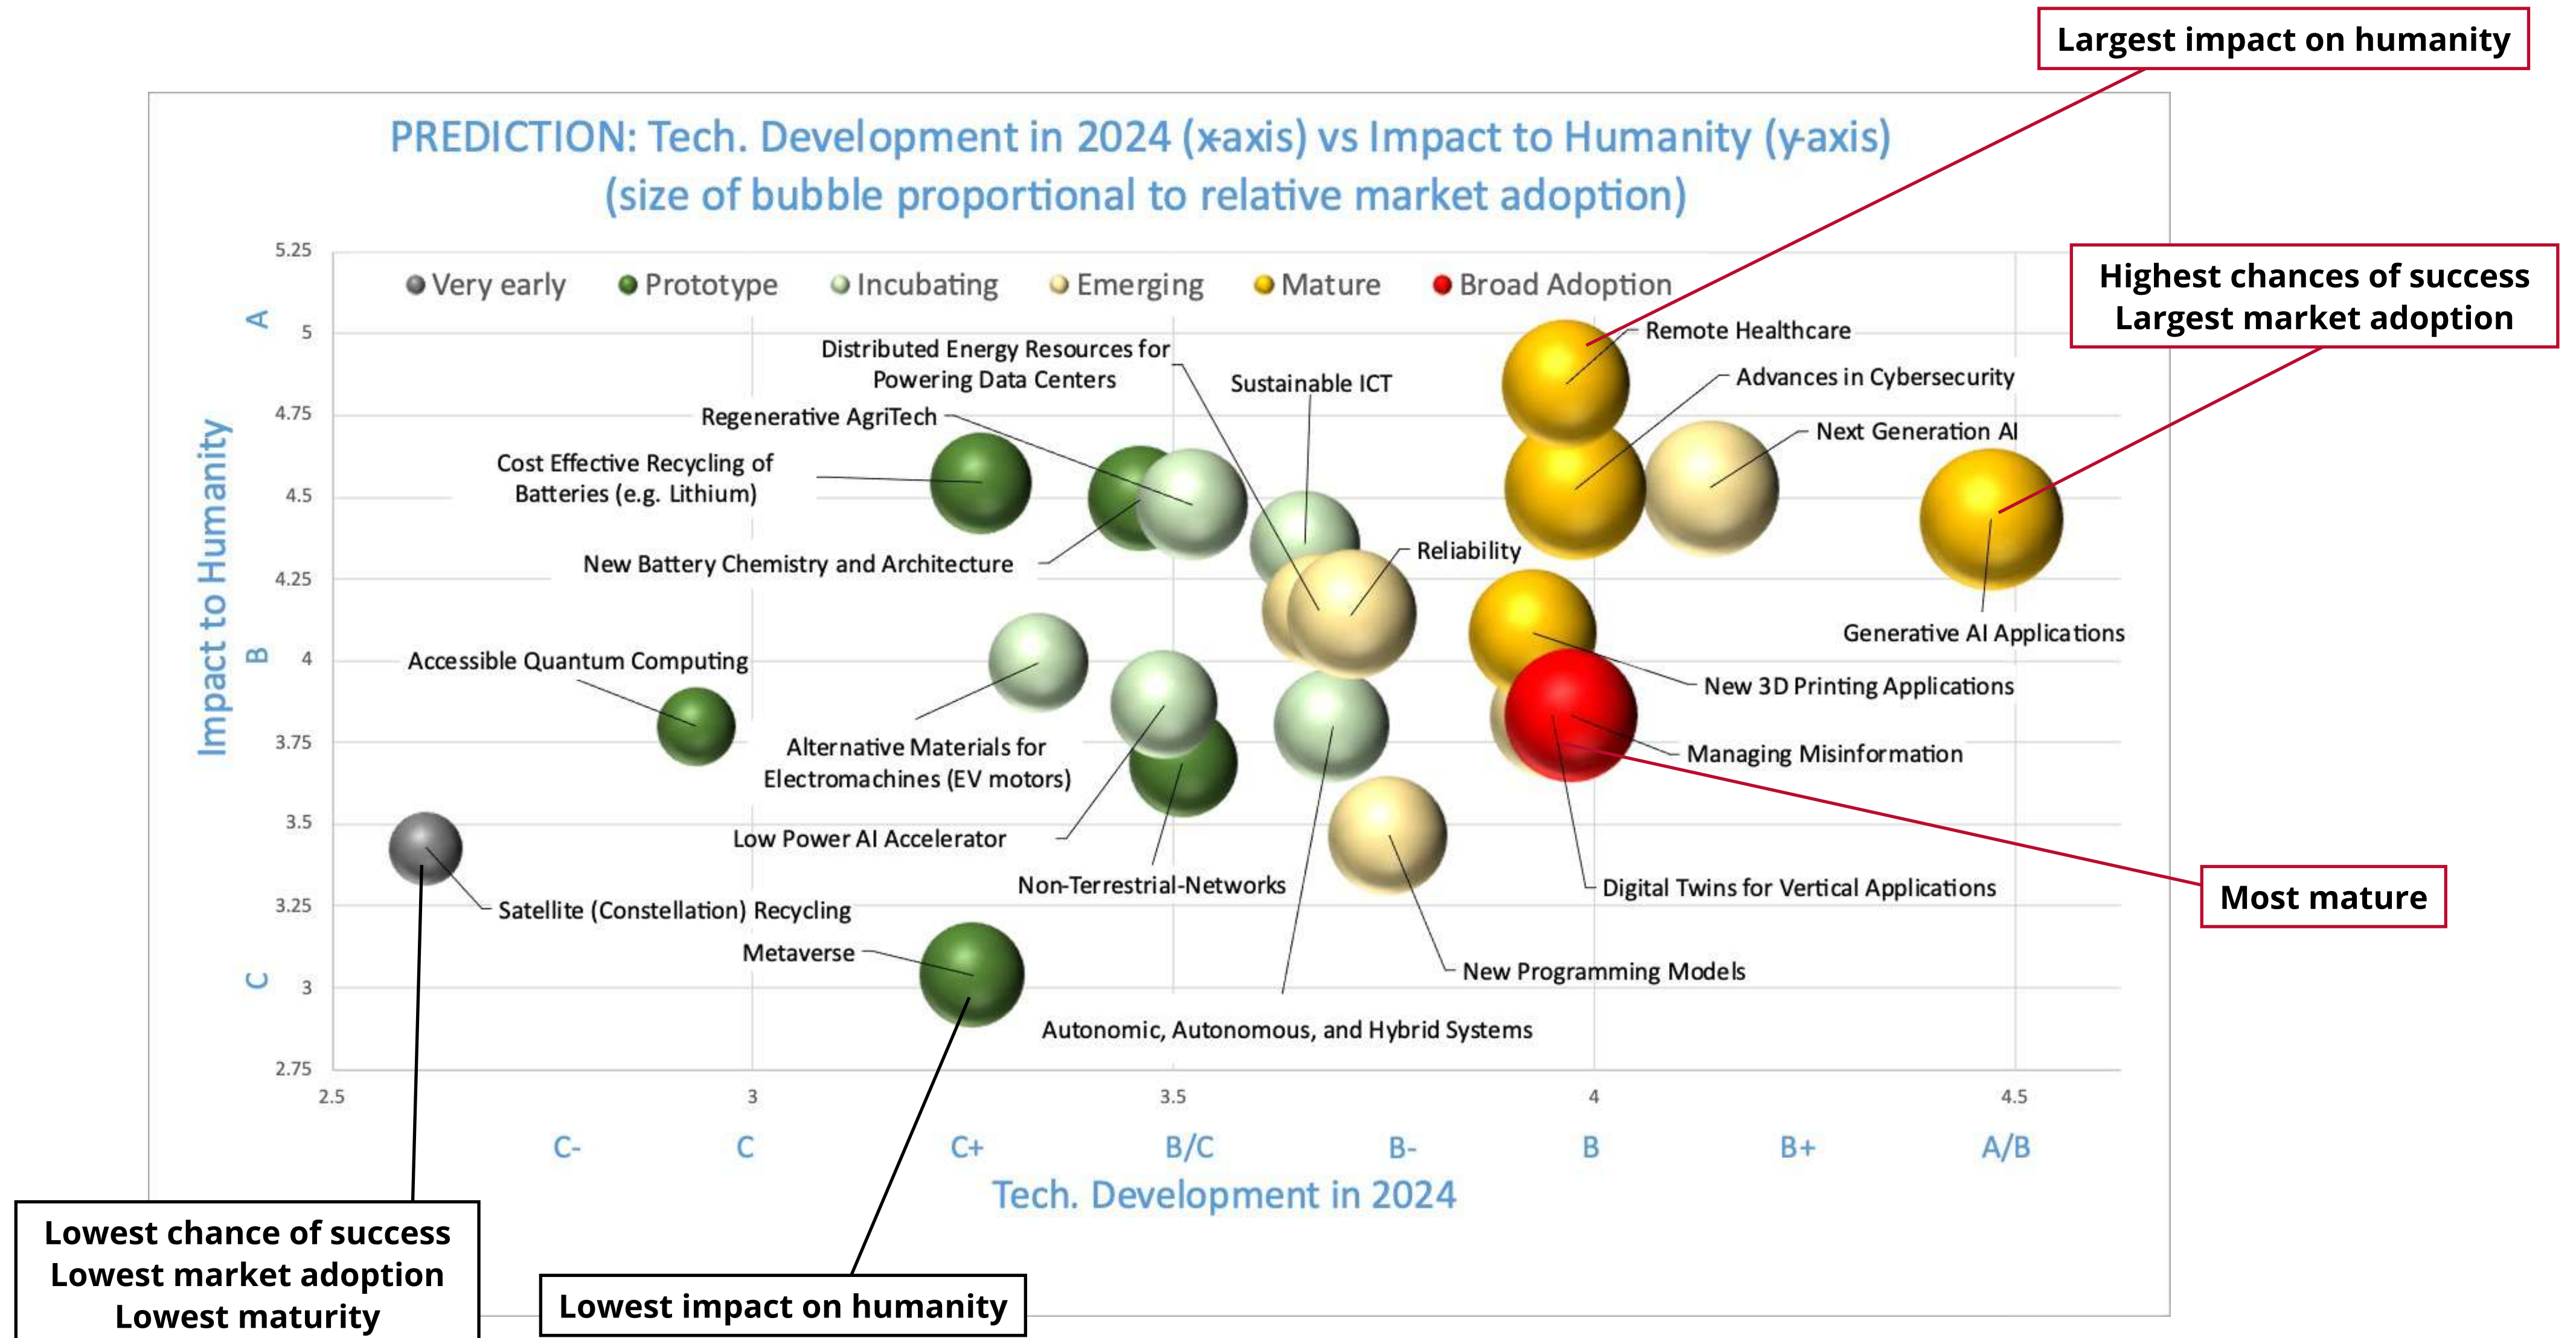 Largest impact on humanity
PREDICTION: Tech. Development in 2024 (x-axis) vs Impact to Humanity (y-axis)
(size of bubble proportional to relative market adoption)
Highest chances of success
Largest market adoption
5.25
5
4.75
4.5
4.25
4
3.75
3.5
3.25
3
2.75
A
B
C
Impact to Humanity
Very early
Prototype
Incubating
Emerging
Mature
Broad Adoption
Remote Healthcare
Distributed Energy Resources for
Powering Data Centers
Sustainable ICT
Advances in Cybersecurity
Regenerative AgriTech
Next Generation AI
Cost Effective Recycling of
Batteries (e.g. Lithium)
New Battery Chemistry and Architecture
Reliability
Generative AI Applications
Accessible Quantum Computing
New 3D Printing Applications
Alternative Materials for
Electromachines (EV motors)
Managing Misinformation
Low Power AI Accelerator
Non-Terrestrial-Networks
Digital Twins for Vertical Applications
Most mature
Satellite (Constellation) Recycling
Metaverse
New Programming Models
Autonomic, Autonomous, and Hybrid Systems
2.5
3
3.5
4
4.5
C-
C
C+
B/C
B-
B
B+
A/B
Tech. Development in 2024
Lowest chance of success
Lowest market adoption
Lowest maturity
Lowest impact on humanity